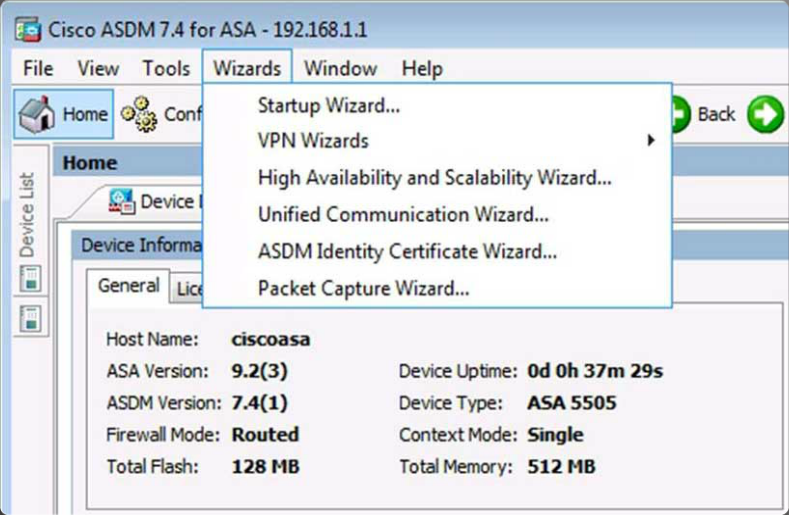 Cisco ASDM 7.4 for ASA - 192.168.1.1
File View Tools Wizards Window Help
Home Conf Back
Startup Wizard...
VPN Wizards
High Availability and Scalability Wizard...
Unified Communication Wizard...
ASDM Identity Certificate Wizard...
Packet Capture Wizard...
Device List
Home
Device
Device Informa
General Lice
Host Name: ciscoasa
ASA Version: 9.2(3) Device Uptime: 0d 0h 37m 29s
ASDM Version: 7.4(1) Device Type: ASA 5505
Firewall Mode: Routed Context Mode: Single
Total Flash: 128 MB Total Memory: 512 MB